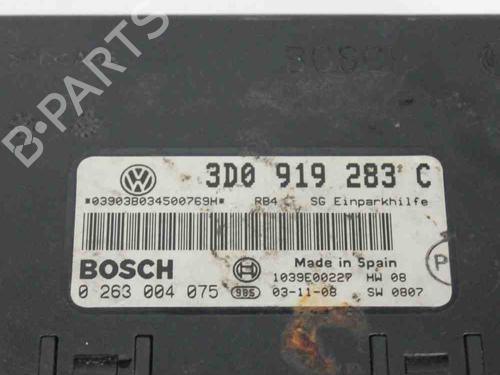 BOSCH
3D0 919 283 C
*03903B034500769H* RB4 SG Einparkhilfe
BOSCH Made in Spain P
1039E00227 HW 08
0 263 004 075 985 03-11-08 SW 0807
B-Parts